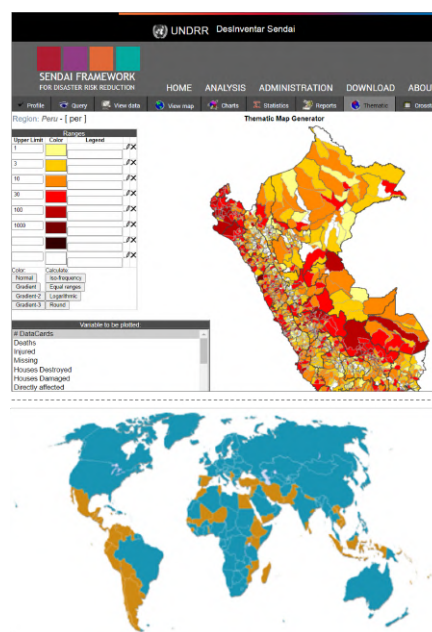 UNDRR DesInventar Sendai
SENDAI FRAMEWORK
FOR DISASTER RISK REDUCTION
HOME ANALYSIS ADMINISTRATION DOWNLOAD ABOU
Profile Query View data View map Charts Statistics Reports Thematic Crosst
Region: Peru - [ per ]
Thematic Map Generator
Ranges
Upper Limit Color Legend
1
3
10
30
100
1000
Color: Calculate
Normal Iso-frequency
Gradient Equal ranges
Gradient-2 Logarithmic
Gradient-3 Round
Variable to be plotted
# DataCards
Deaths
Injured
Missing
Houses Destroyed
Houses Damaged
Directly affected